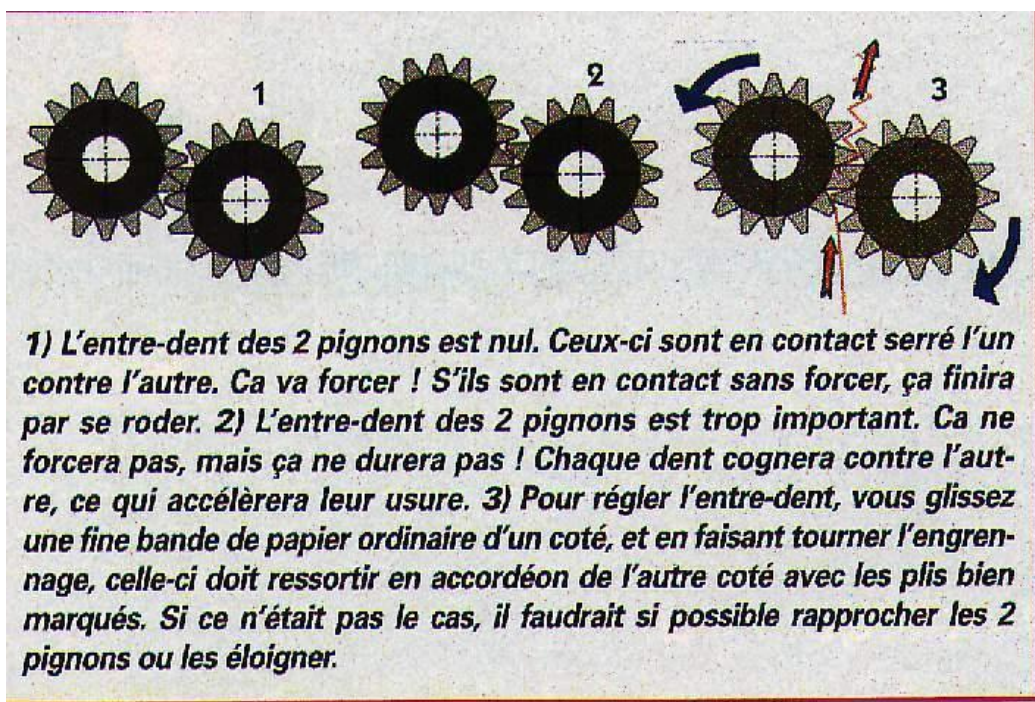 1
2
3
1) L'entre-dent des 2 pignons est nul. Ceux-ci sont en contact serré l'un
contre l'autre. Ca va forcer ! S'ils sont en contact sans forcer, ça finira
par se roder. 2) L'entre-dent des 2 pignons est trop important. Ca ne
forcera pas, mais ça ne durera pas ! Chaque dent cognera contre l'aut-
re, ce qui accélèrera leur usure. 3) Pour régler l'entre-dent, vous glissez
une fine bande de papier ordinaire d'un coté, et en faisant tourner l'engren-
nage, celle-ci doit ressortir en accordéon de l'autre coté avec les plis bien
marqués. Si ce n'était pas le cas, il faudrait si possible rapprocher les 2
pignons ou les éloigner.